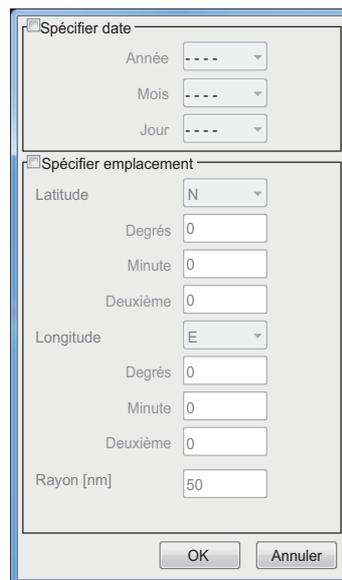 Spécifier date
Année ----
Mois ----
Jour ----
Spécifier emplacement
Latitude N
Degrés 0
Minute 0
Deuxième 0
Longitude E
Degrés 0
Minute 0
Deuxième 0
Rayon [nm] 50
OK Annuler